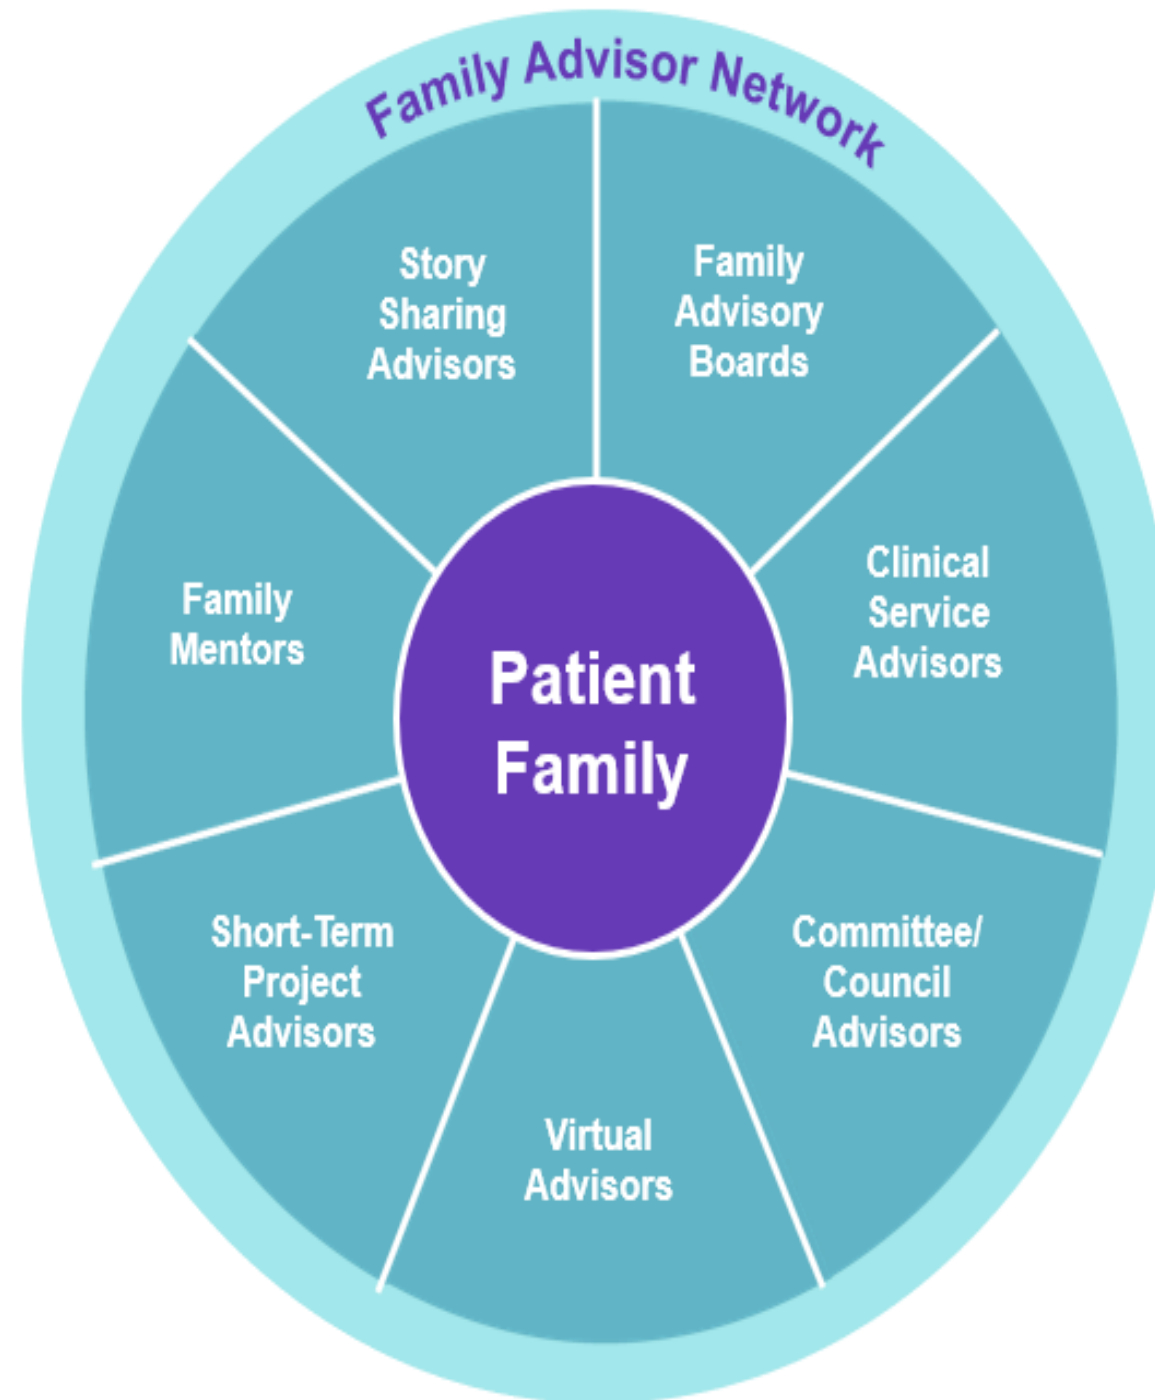 Family Advisor Network
Story
Sharing
Advisors
Family
Advisory
Boards
Clinical
Service
Advisors
Family
Mentors
Patient
Family
Short-Term
Project
Advisors
Committee/
Council
Advisors
Virtual
Advisors